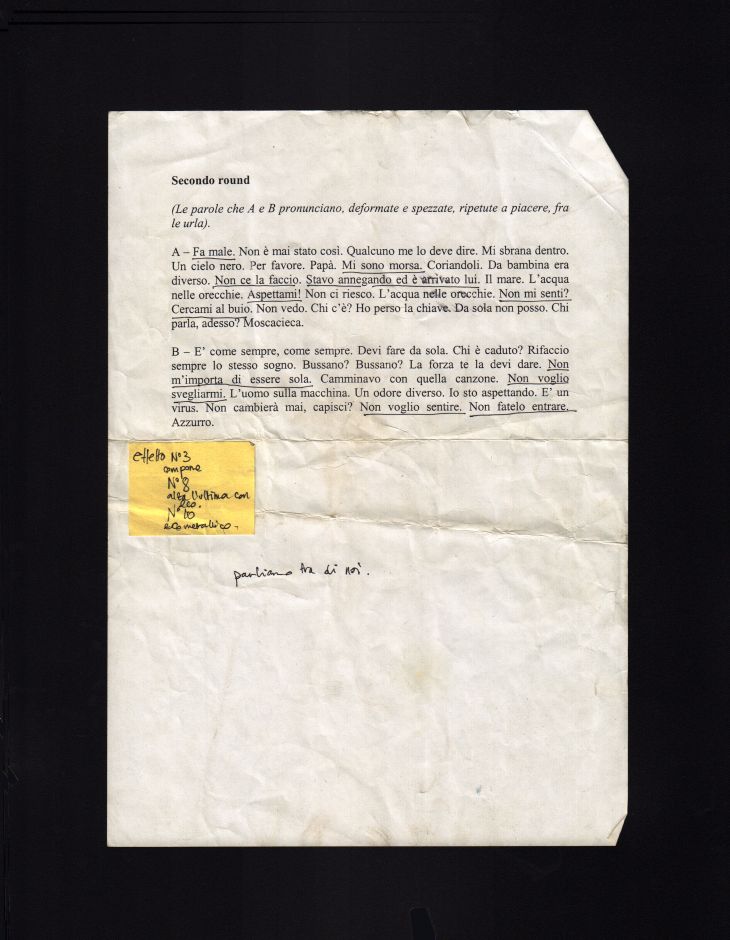 Secondo round
(Le parole che A e B pronunciano, deformate e spezzate, ripetute a piacere, fra
le urla).
A – Fa male. Non è mai stato così. Qualcuno me lo deve dire. Mi sbrana dentro.
Un cielo nero. Per favore. Papà. Mi sono morsa. Coriandoli. Da bambina era
diverso. Non ce la faccio. Stavo annegando ed è arrivato lui. Il mare. L'acqua
nelle orecchie. Aspettami! Non ci riesco. L'acqua nelle orecchie. Non mi senti?
Cercami al buio. Non vedo. Chi c'è? Ho perso la chiave. Da sola non posso. Chi
parla, adesso? Moscacieca.
B – E' come sempre, come sempre. Devi fare da sola. Chi è caduto? Rifaccio
sempre lo stesso sogno. Bussano? Bussano? La forza te la devi dare. Non
m'importa di essere sola. Camminavo con quella canzone. Non voglio
svegliarmi. L'uomo sulla macchina. Un odore diverso. Io sto aspettando. E' un
virus. Non cambierà mai, capisci? Non voglio sentire. Non fatelo entrare.
Azzurro.
effetto N°3
N°8
l'ultima con
N°10
parliamo fra di noi.